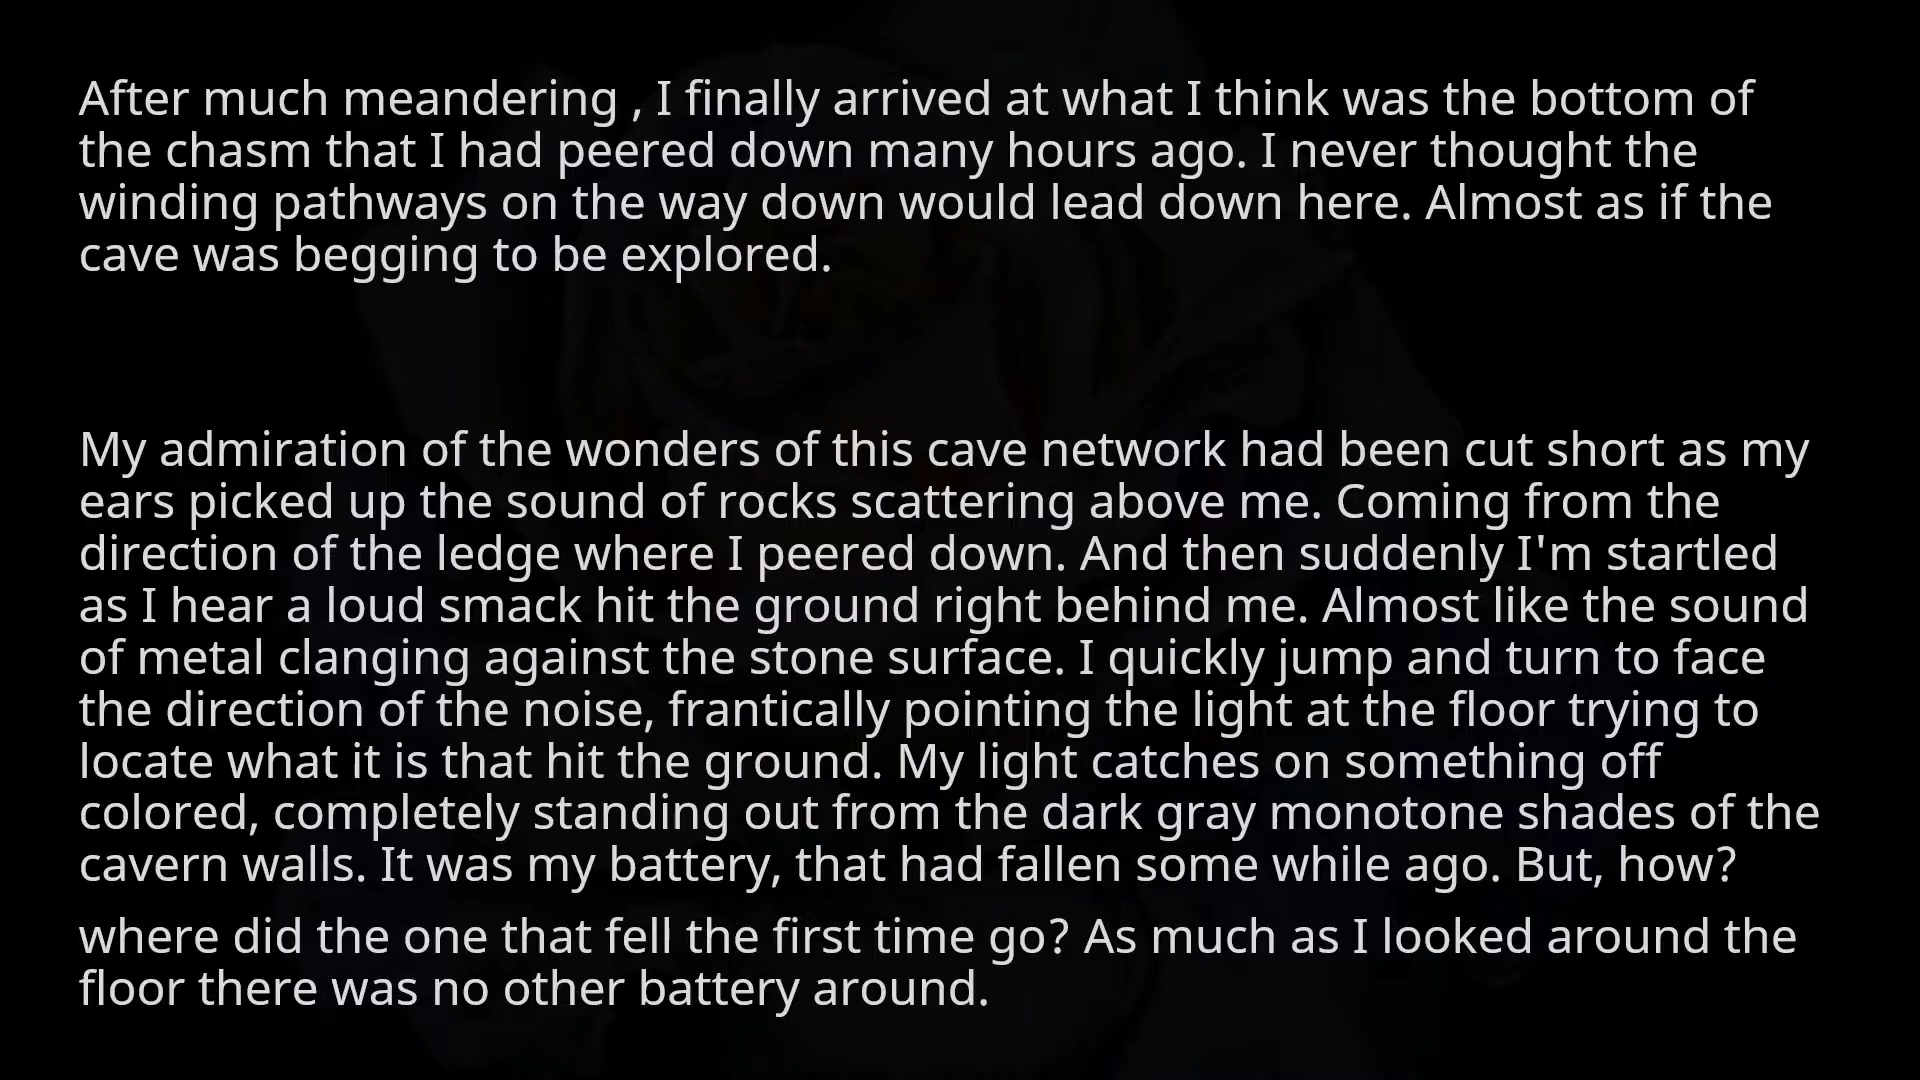 After much meandering , I finally arrived at what I think was the bottom of
the chasm that I had peered down many hours ago. I never thought the
winding pathways on the way down would lead down here. Almost as if the
cave was begging to be explored.
My admiration of the wonders of this cave network had been cut short as my
ears picked up the sound of rocks scattering above me. Coming from the
direction of the ledge where I peered down. And then suddenly I'm startled
as I hear a loud smack hit the ground right behind me. Almost like the sound
of metal clanging against the stone surface. I quickly jump and turn to face
the direction of the noise, frantically pointing the light at the floor trying to
locate what it is that hit the ground. My light catches on something off
colored, completely standing out from the dark gray monotone shades of the
cavern walls. It was my battery, that had fallen some while ago. But, how?
where did the one that fell the first time go? As much as I looked around the
floor there was no other battery around.